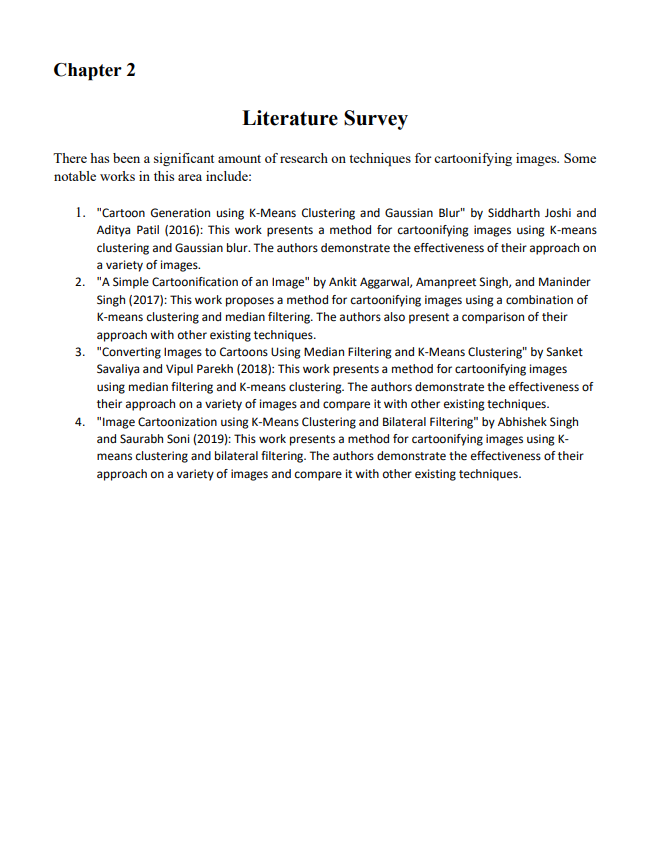 Chapter 2
Literature Survey
There has been a significant amount of research on techniques for cartoonifying images. Some
notable works in this area include:
1. "Cartoon Generation using K-Means Clustering and Gaussian Blur" by Siddharth Joshi and
Aditya Patil (2016): This work presents a method for cartoonifying images using K-means
clustering and Gaussian blur. The authors demonstrate the effectiveness of their approach on
a variety of images.
2. "A Simple Cartoonification of an Image" by Ankit Aggarwal, Amanpreet Singh, and Maninder
Singh (2017): This work proposes a method for cartoonifying images using a combination of
K-means clustering and median filtering. The authors also present a comparison of their
approach with other existing techniques.
3. "Converting Images to Cartoons Using Median Filtering and K-Means Clustering" by Sanket
Savaliya and Vipul Parekh (2018): This work presents a method for cartoonifying images
using median filtering and K-means clustering. The authors demonstrate the effectiveness of
their approach on a variety of images and compare it with other existing techniques.
4. "Image Cartoonization using K-Means Clustering and Bilateral Filtering" by Abhishek Singh
and Saurabh Soni (2019): This work presents a method for cartoonifying images using K-
means clustering and bilateral filtering. The authors demonstrate the effectiveness of their
approach on a variety of images and compare it with other existing techniques.